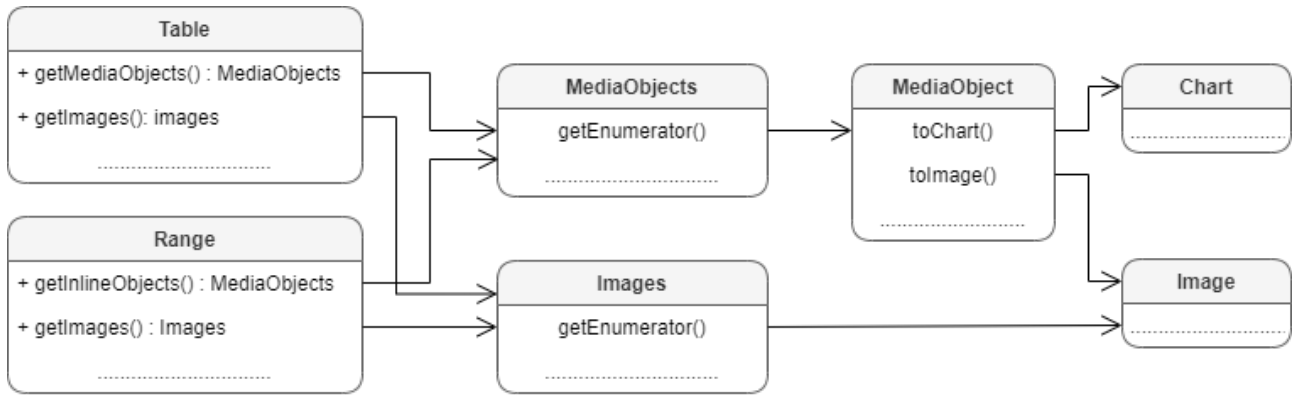 Table
+ getMediaObjects() : MediaObjects
+ getImages(): images
Range
+ getInlineObjects() : MediaObjects
+ getImages() : Images
MediaObjects
getEnumerator()
Images
getEnumerator()
MediaObject
toChart()
toImage()
Chart
Image